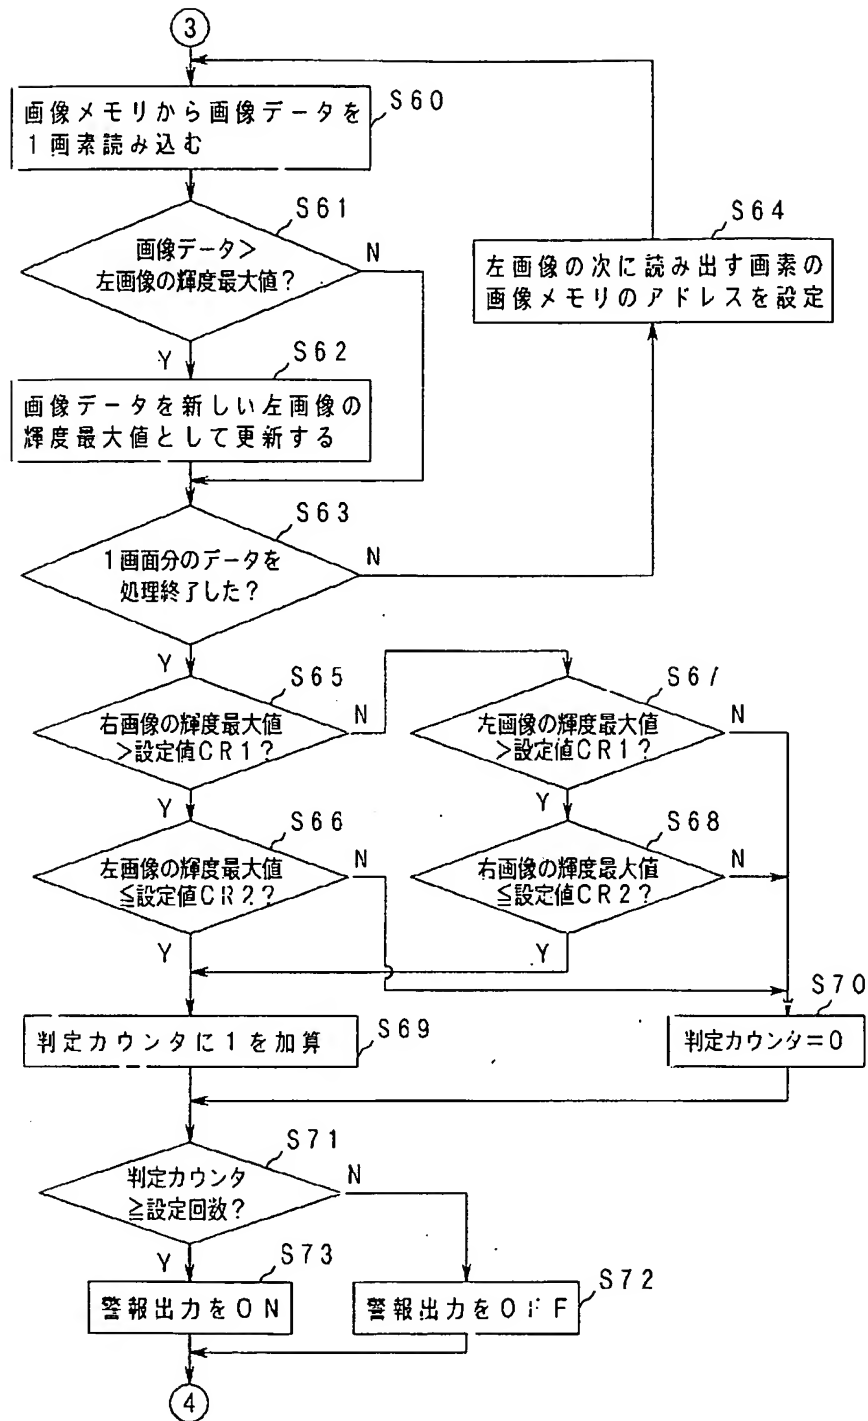 3
画像メモリから画像データを
1画素読み込む
S60
S61
画像データ>
左画像の輝度最大値?
N
Y
S64
左画像の次に読み出す画素の
画像メモリのアドレスを設定
S62
画像データを新しい左画像の
輝度最大値として更新する
S63
1画面分のデータを
処理終了した?
N
Y
S65
右画像の輝度最大値
>設定値CR1?
N
Y
S67
左画像の輝度最大値
>設定値CR1?
N
Y
S66
左画像の輝度最大値
≦設定値CR2?
N
Y
S68
右画像の輝度最大値
≦設定値CR2?
N
Y
判定カウンタに1を加算
S69
S70
判定カウンタ=0
S71
判定カウンタ
≧設定回数?
N
Y
S73
警報出力をON
S72
警報出力をOFF
4